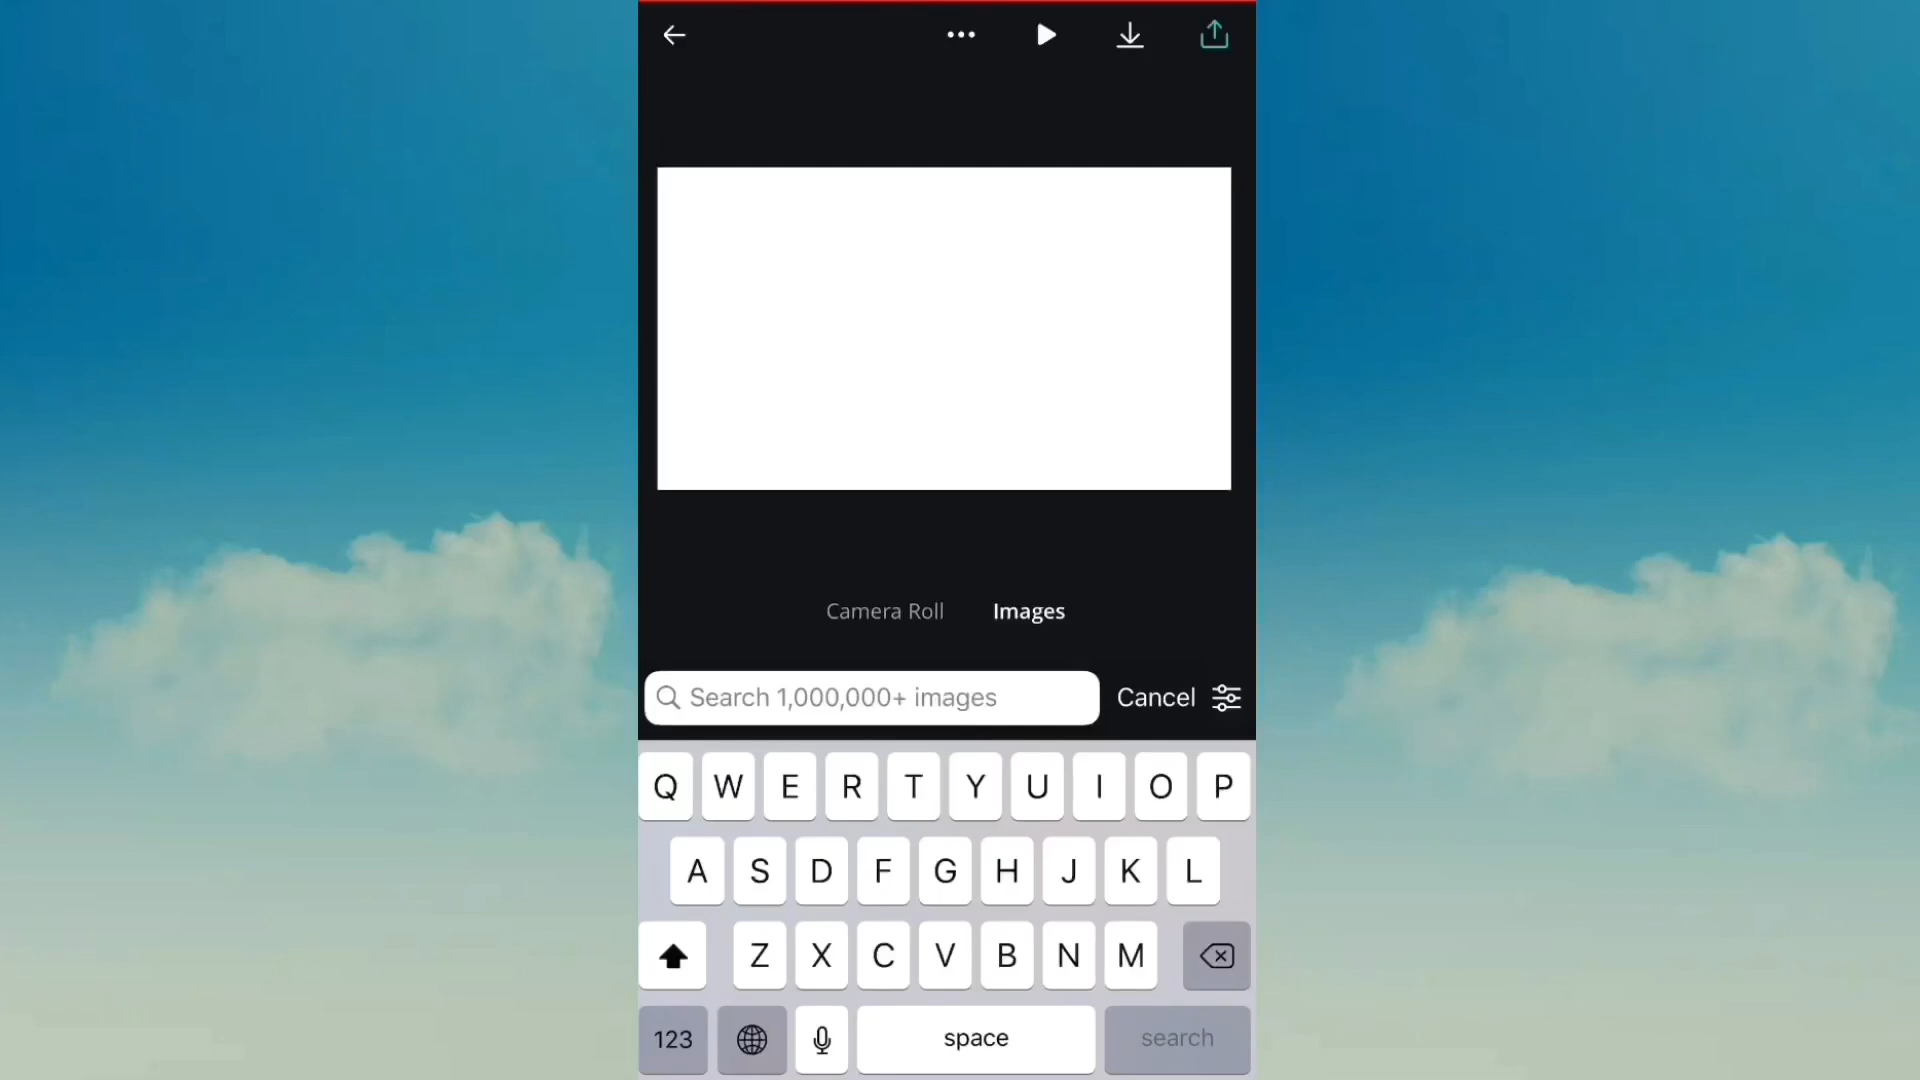 Camera Roll Images
Search 1,000,000+ images Cancel
Q W E R T Y U I O P
A S D F G H J K L
Z X C V B N M
123 space search